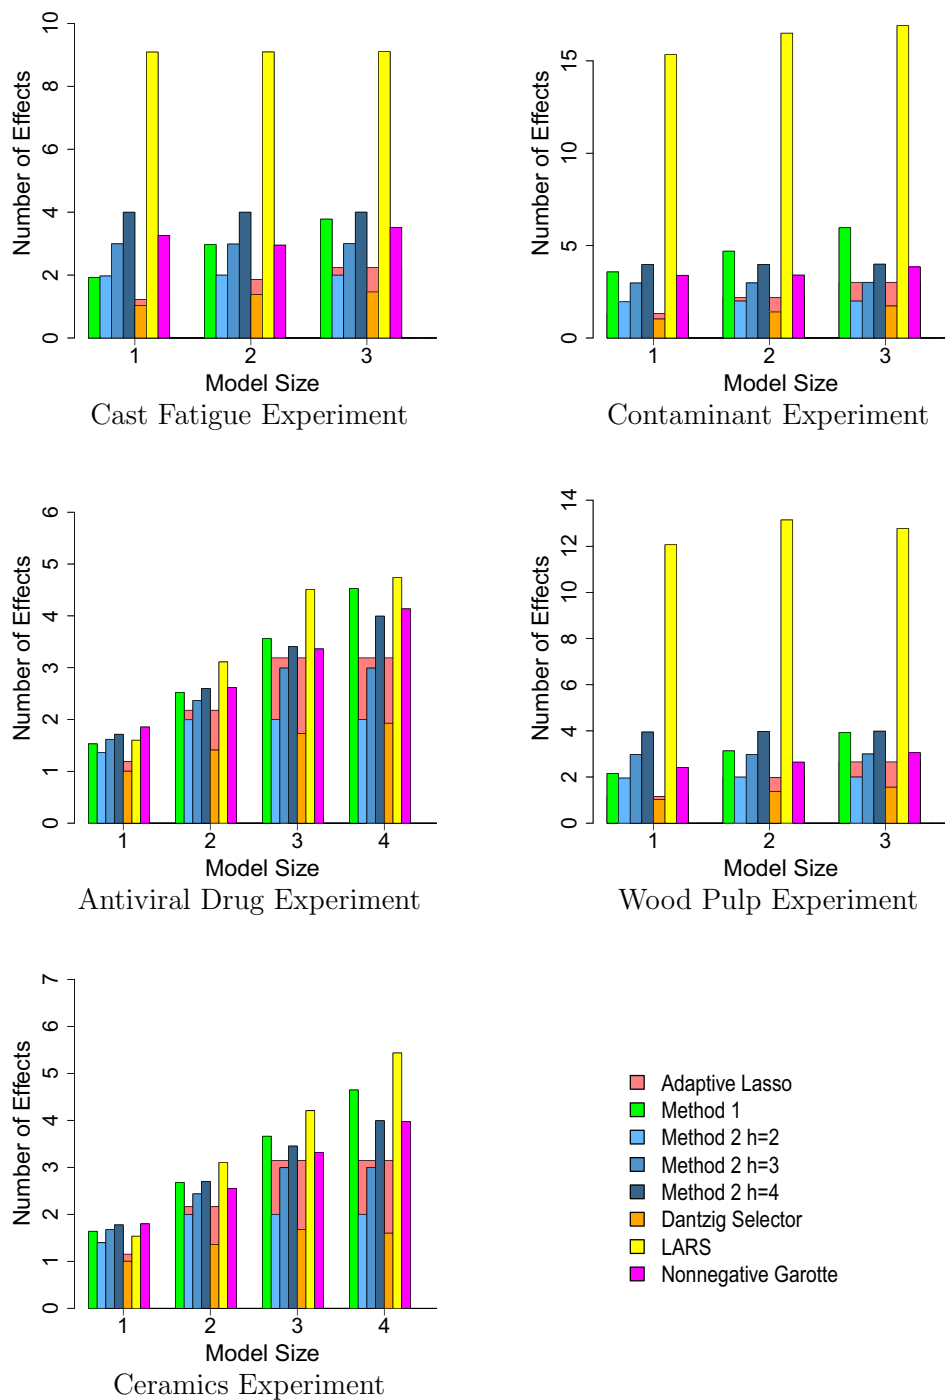 Number of Effects
0 2 4 6 8 10
1 2 3
Model Size
Cast Fatigue Experiment
Number of Effects
0 5 10 15
1 2 3
Model Size
Contaminant Experiment
Number of Effects
0 1 2 3 4 5 6
1 2 3 4
Model Size
Antiviral Drug Experiment
Number of Effects
0 2 4 6 8 10 12 14
1 2 3
Model Size
Wood Pulp Experiment
Number of Effects
0 1 2 3 4 5 6 7
1 2 3 4
Model Size
Ceramics Experiment
Adaptive Lasso
Method 1
Method 2 h=2
Method 2 h=3
Method 2 h=4
Dantzig Selector
LARS
Nonnegative Garotte